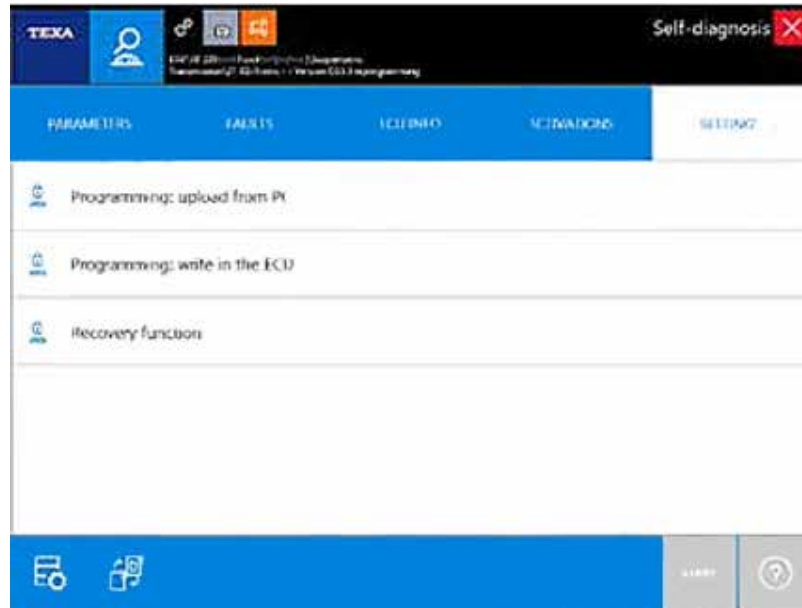 TEXA
Self-diagnosis
PARAMETERS FAULTS ECU INFO ACTIVATIONS SETTINGS
Programming: upload from PC
Programming: write in the ECU
Recovery function